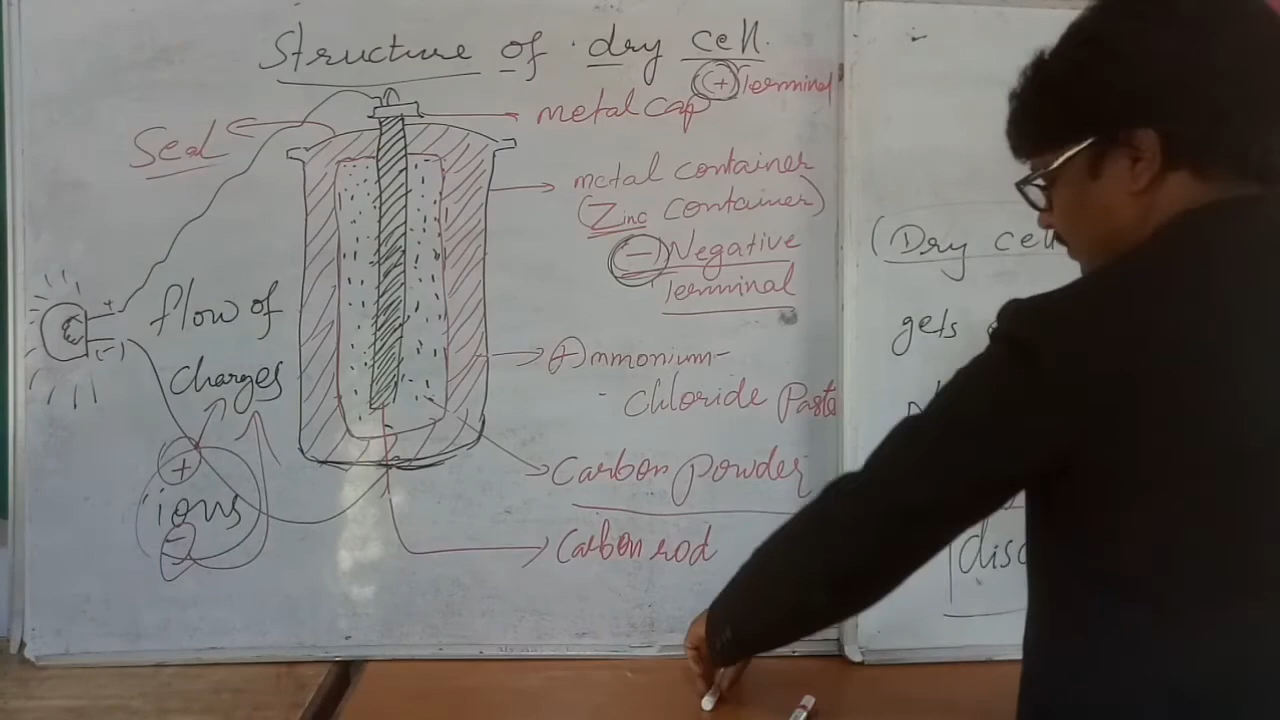 Structure of dry cell.
(+) Terminal
metal cap
Seal
metal container
(Zinc container)
(-) Negative
Terminal
+
(-)
flow of
charges
Ammonium-
chloride Paste
Carbon powder
Carbon rod
+
ions
-
(Dry cell
gets
disc